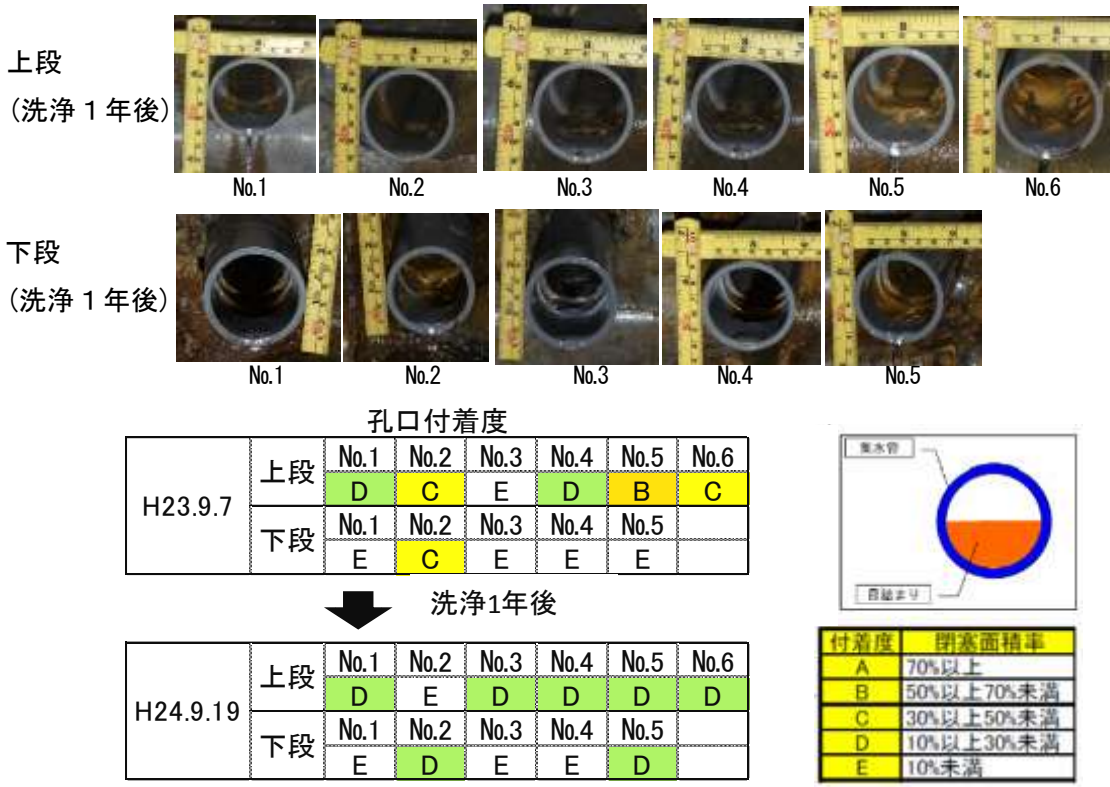 上段
(洗浄1年後)
No.1 No.2 No.3 No.4 No.5 No.6
下段
(洗浄1年後)
No.1 No.2 No.3 No.4 No.5
孔口付着度
H23.9.7
上段
No.1 No.2 No.3 No.4 No.5 No.6
D C E D B C
下段
No.1 No.2 No.3 No.4 No.5
E C E E E
洗浄1年後
H24.9.19
上段
No.1 No.2 No.3 No.4 No.5 No.6
D E D D D D
下段
No.1 No.2 No.3 No.4 No.5
E D E E D
集水管
目詰まり
付着度 閉塞面積率
A 70%以上
B 50%以上70%未満
C 30%以上50%未満
D 10%以上30%未満
E 10%未満